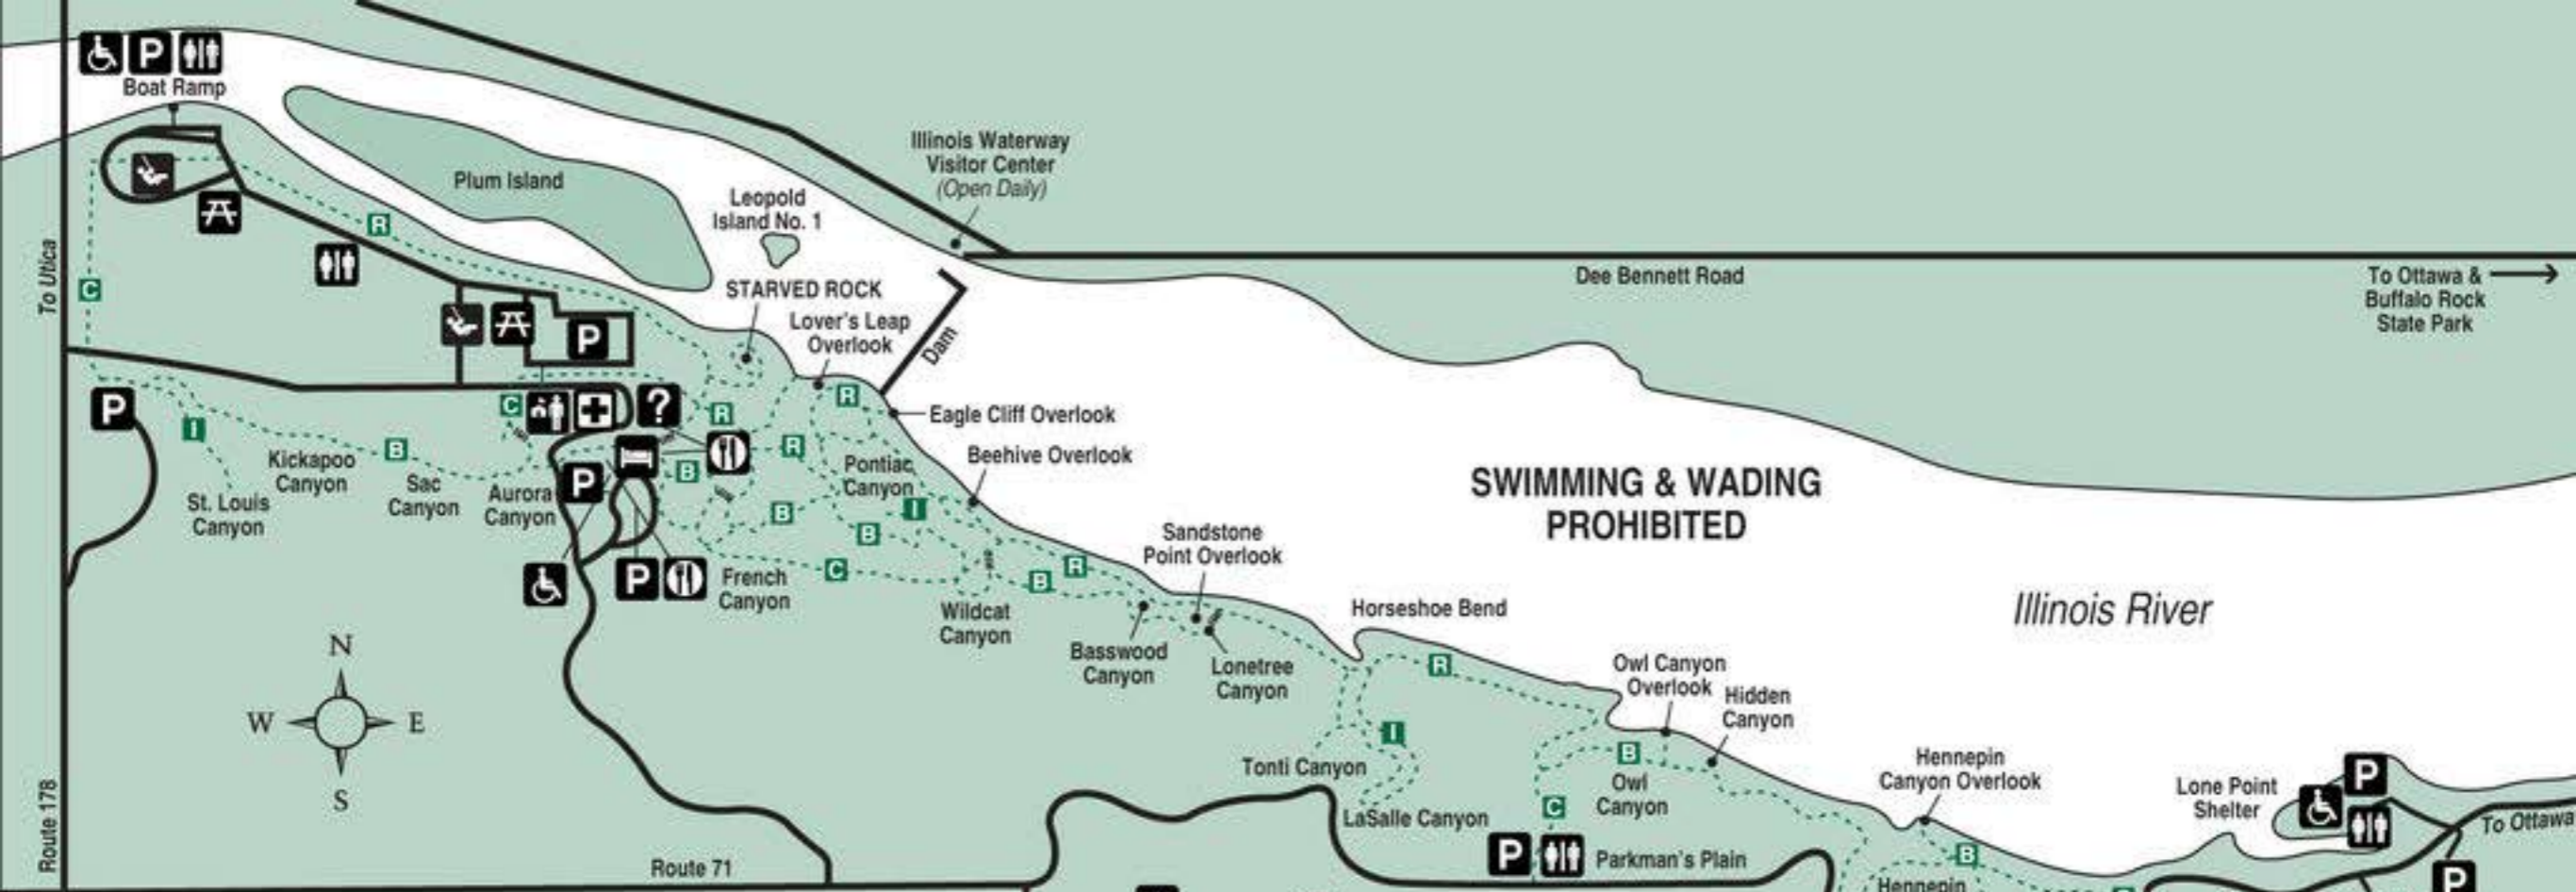 P
Boat Ramp
Plum Island
Leopold
Island No. 1
Illinois Waterway
Visitor Center
(Open Daily)
To Utica
R
C
STARVED ROCK
Lover's Leap
Overlook
Dam
Dee Bennett Road
To Ottawa &
Buffalo Rock
State Park
P
P
I
B
C
?
R
R
R
Eagle Cliff Overlook
Beehive Overlook
Kickapoo
Canyon
St. Louis
Canyon
Sac
Canyon
Aurora
Canyon
P
B
B
Pontiac
Canyon
I
B
C
P
French
Canyon
Wildcat
Canyon
B
R
Sandstone
Point Overlook
SWIMMING & WADING
PROHIBITED
Illinois River
Basswood
Canyon
Lonetree
Canyon
Horseshoe Bend
R
N
W
E
S
I
Tonti Canyon
LaSalle Canyon
Owl Canyon
Overlook
Hidden
Canyon
B
Owl
Canyon
C
P
Parkman's Plain
Hennepin
Canyon Overlook
B
Hennepin
Lone Point
Shelter
P
To Ottawa
P
Route 178
Route 71